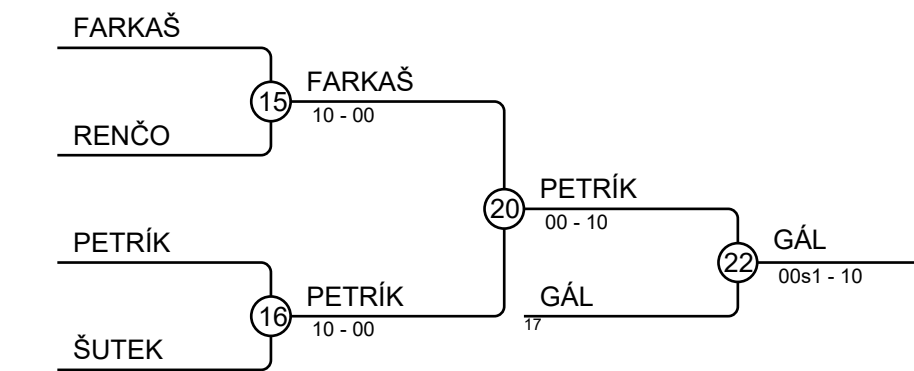 FARKAŠ
15
FARKAŠ
10 - 00
RENČO
20
PETRÍK
00 - 10
PETRÍK
22
GÁL
00s1 - 10
16
PETRÍK
10 - 00
GÁL
17
ŠUTEK